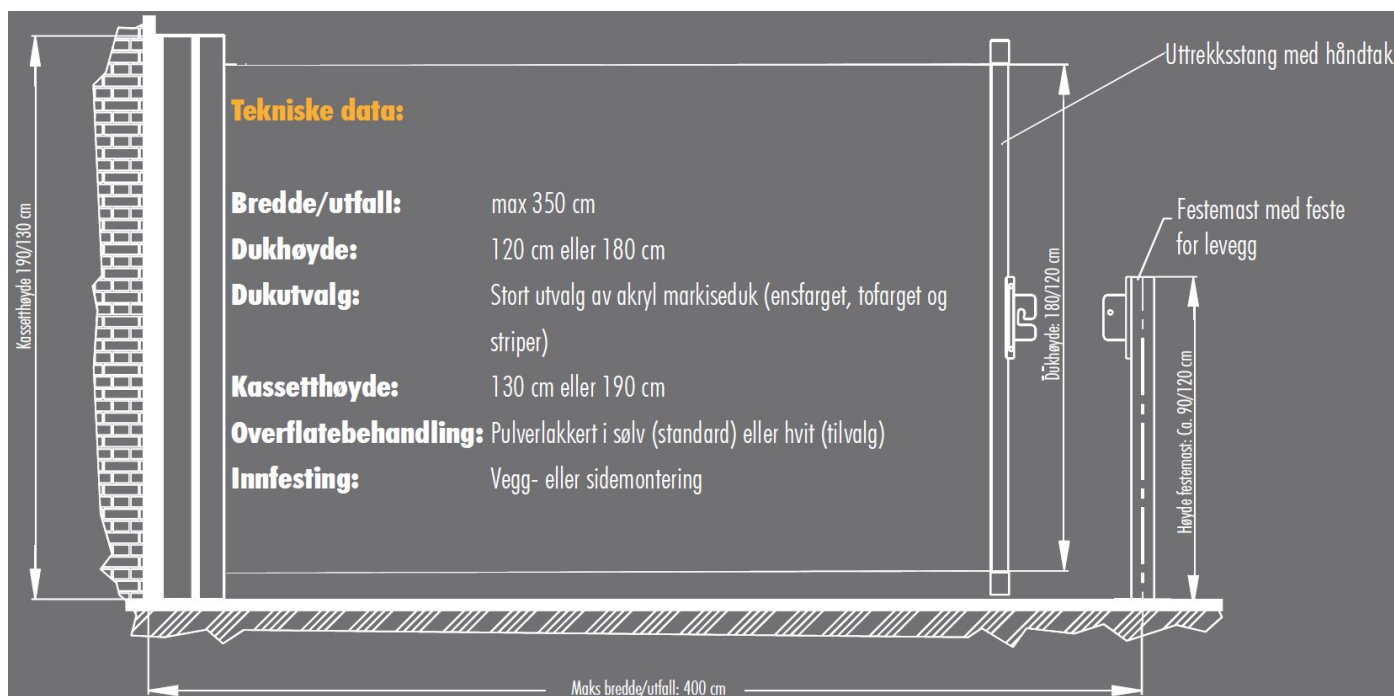 Uttrekksstang med håndtak
Tekniske data:
Bredde/utfall: max 350 cm
Dukhøyde: 120 cm eller 180 cm
Dukutvalg: Stort utvalg av akryl markiseduk (ensfarget, tofarget og
striper)
Kassetthøyde: 130 cm eller 190 cm
Overflatebehandling: Pulverlakkert i sølv (standard) eller hvit (tilvalg)
Innfesting: Vegg- eller sidemontering
Kassetthøyde 190/130 cm
Dukhøyde: 180/120 cm
Festemast med feste
for levegg
Høyde festemast: Ca. 90/120 cm
Maks bredde/utfall: 400 cm